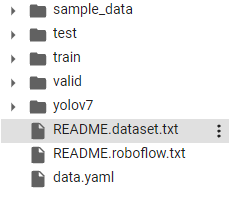 sample_data
test
train
valid
yolov7
README.dataset.txt
README.roboflow.txt
data.yaml